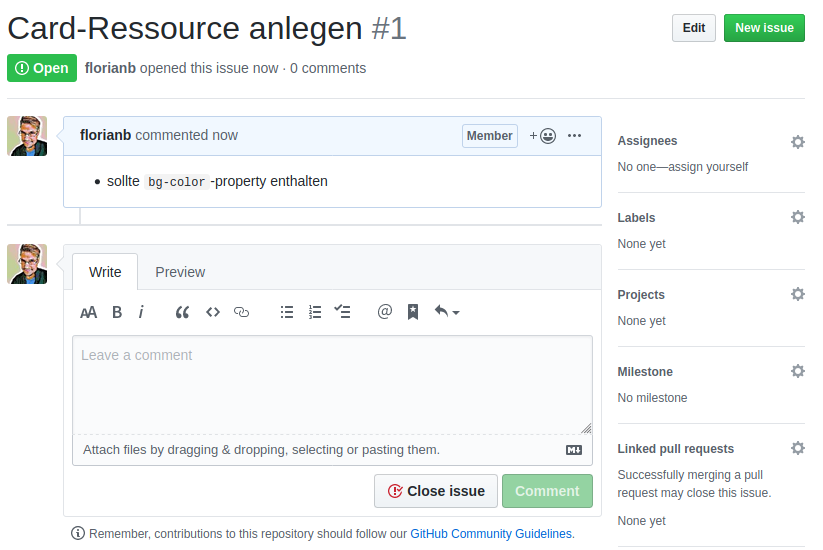 Card-Ressource anlegen #1
Edit
New issue
Open
florianb opened this issue now · 0 comments
florianb commented now
Member
sollte bg-color-property enthalten
Write
Preview
AA B i
Leave a comment
Attach files by dragging & dropping, selecting or pasting them.
M
Close issue
Comment
Remember, contributions to this repository should follow our GitHub Community Guidelines.
Assignees
No one—assign yourself
Labels
None yet
Projects
None yet
Milestone
No milestone
Linked pull requests
Successfully merging a pull
request may close this issue.
None yet